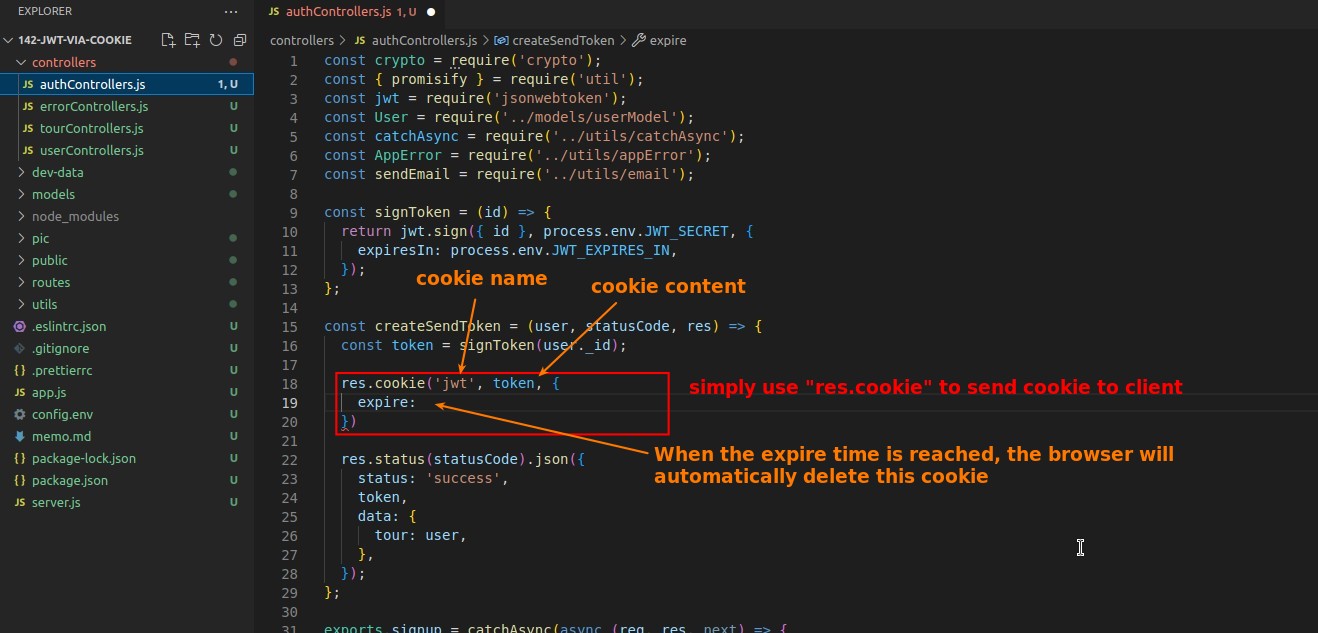 EXPLORER ···
142-JWT-VIA-COOKIE
controllers
JS authControllers.js 1, U
JS errorControllers.js U
JS tourControllers.js U
JS userControllers.js U
dev-data
models
node_modules
pic
public
routes
utils
.eslintrc.json U
.gitignore U
{} .prettierrc U
JS app.js U
config.env U
memo.md U
{} package-lock.json U
{} package.json U
JS server.js U
JS authControllers.js 1, U
controllers > JS authControllers.js > createSendToken > expire
1 const crypto = require('crypto');
2 const { promisify } = require('util');
3 const jwt = require('jsonwebtoken');
4 const User = require('../models/userModel');
5 const catchAsync = require('../utils/catchAsync');
6 const AppError = require('../utils/appError');
7 const sendEmail = require('../utils/email');
8
9 const signToken = (id) => {
10 return jwt.sign({ id }, process.env.JWT_SECRET, {
11 expiresIn: process.env.JWT_EXPIRES_IN,
12 });
13 };
cookie name
cookie content
14
15 const createSendToken = (user, statusCode, res) => {
16 const token = signToken(user._id);
17
18 res.cookie('jwt', token, {
simply use "res.cookie" to send cookie to client
19 expire:
20 })
When the expire time is reached, the browser will
automatically delete this cookie
21
22 res.status(statusCode).json({
23 status: 'success',
24 token,
25 data: {
26 tour: user,
27 },
28 });
29 };
30
31 exports.signup = catchAsync(async (req, res, next) => {